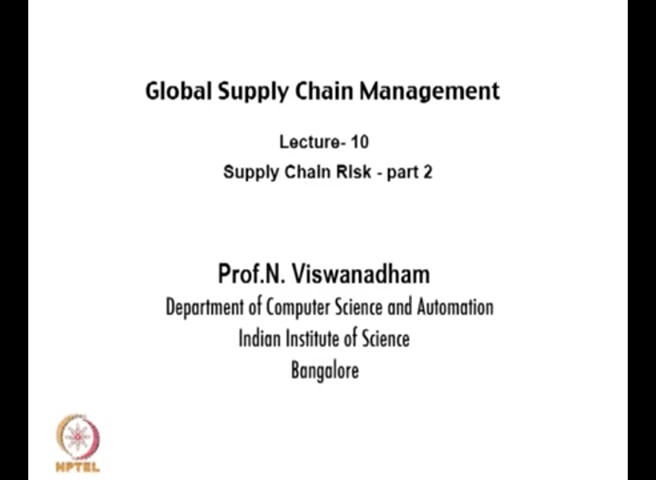 Global Supply Chain Management
Lecture- 10
Supply Chain Risk - part 2
Prof.N. Viswanadham
Department of Computer Science and Automation
Indian Institute of Science
Bangalore
NPTEL